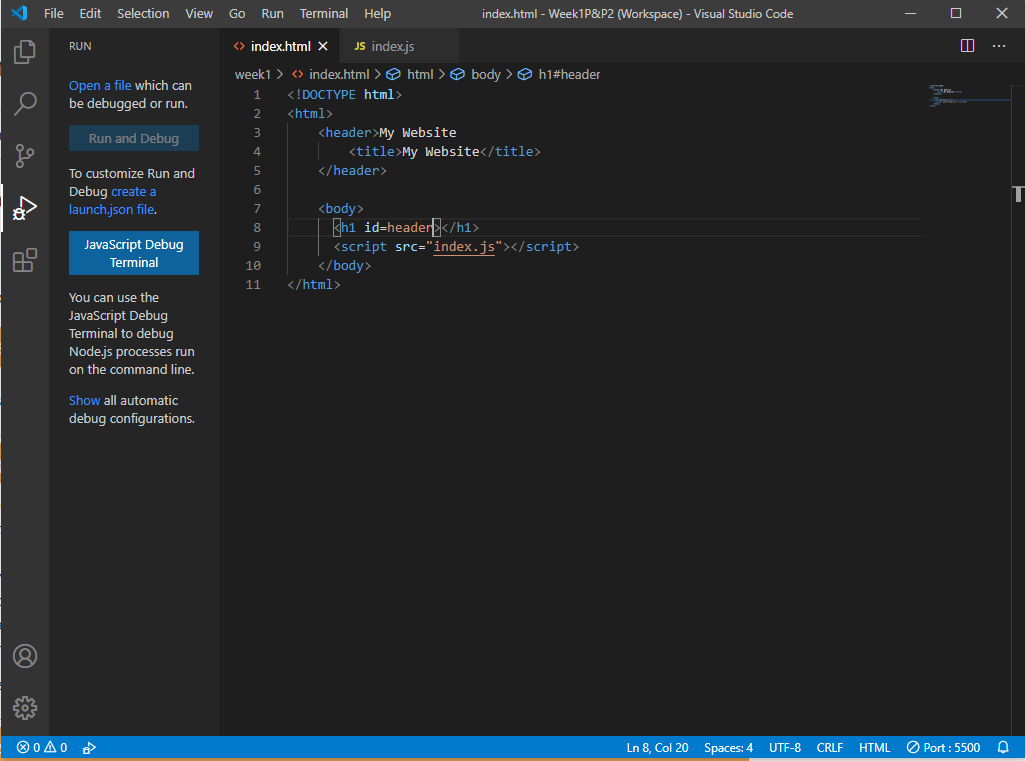 File Edit Selection View Go Run Terminal Help index.html - Week1P&P2 (Workspace) - Visual Studio Code
RUN
Open a file which can
be debugged or run.
Run and Debug
To customize Run and
Debug create a
launch.json file.
JavaScript Debug
Terminal
You can use the
JavaScript Debug
Terminal to debug
Node.js processes run
on the command line.
Show all automatic
debug configurations.
<> index.html × JS index.js ...
week1 > <> index.html > html > body > h1#header
1 <!DOCTYPE html>
2 <html>
3 <header>My Website
4 <title>My Website</title>
5 </header>
6
7 <body>
8 <h1 id=header></h1>
9 <script src="index.js"></script>
10 </body>
11 </html>
0 0 Ln 8, Col 20 Spaces: 4 UTF-8 CRLF HTML Port : 5500